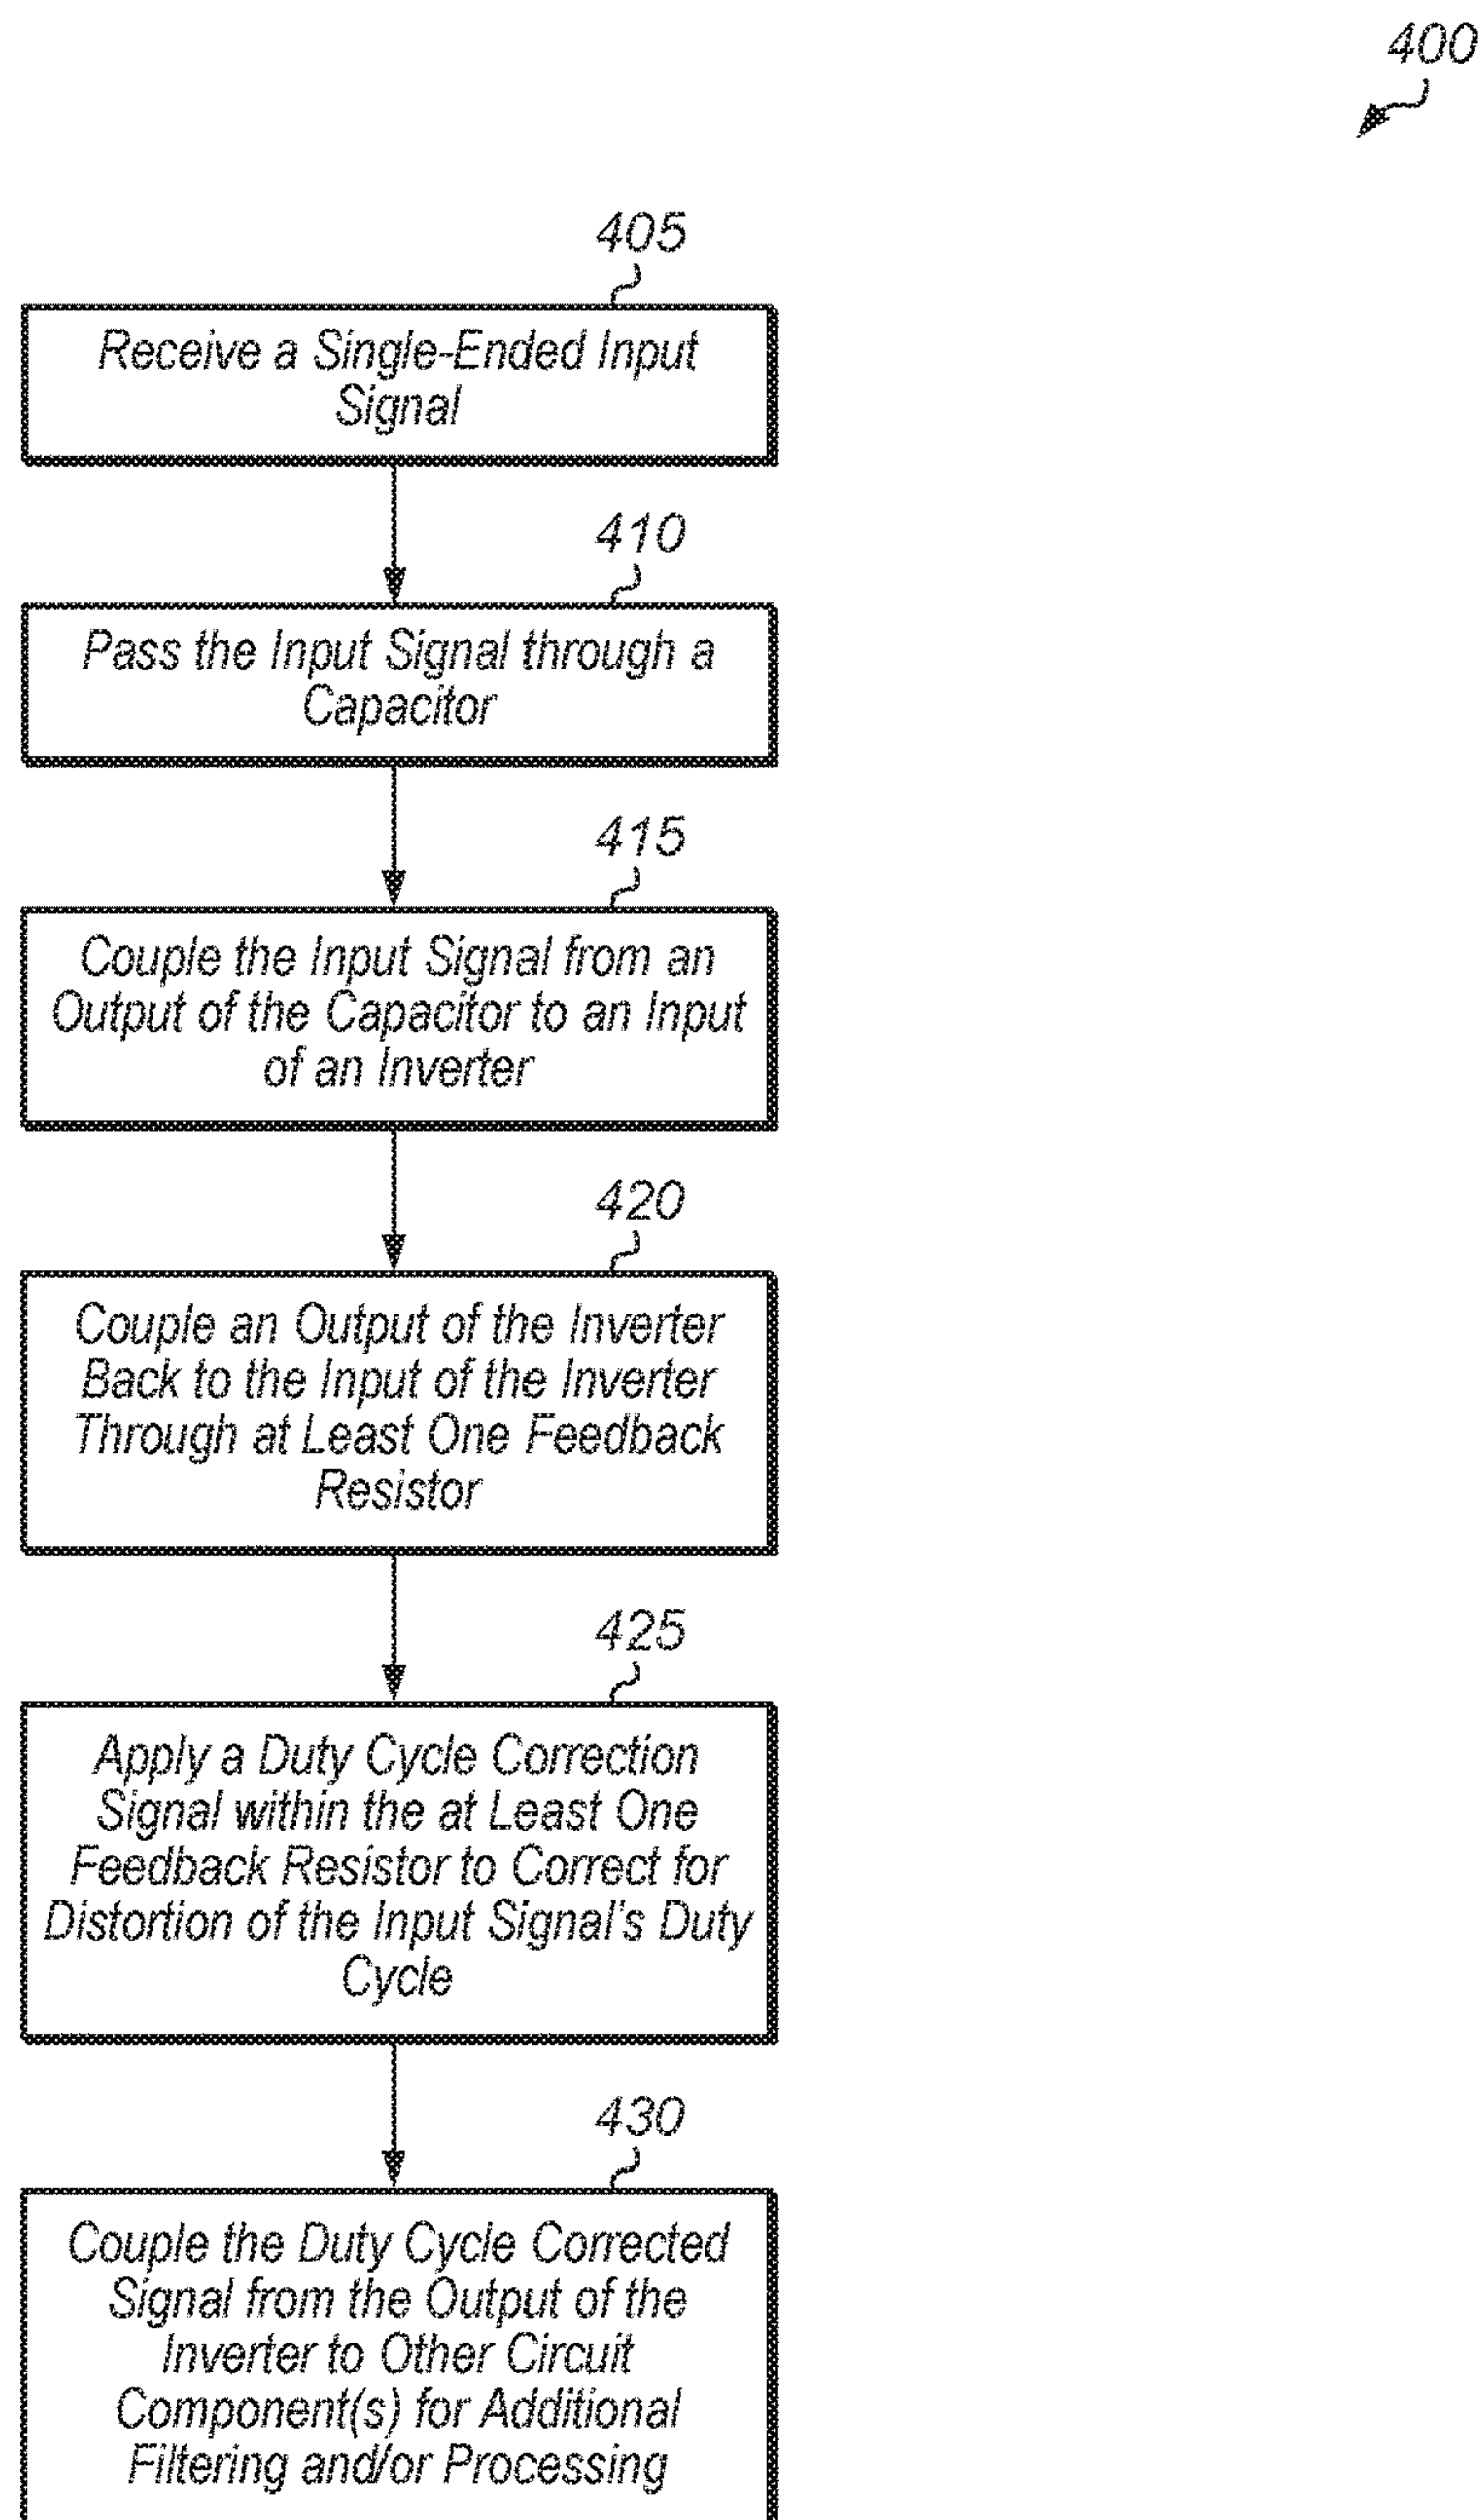 400
405
Receive a Single-Ended Input
Signal
410
Pass the Input Signal through a
Capacitor
415
Couple the Input Signal from an
Output of the Capacitor to an Input
of an Inverter
420
Couple an Output of the Inverter
Back to the Input of the Inverter
Through at Least One Feedback
Resistor
425
Apply a Duty Cycle Correction
Signal within the at Least One
Feedback Resistor to Correct for
Distortion of the Input Signal's Duty
Cycle
430
Couple the Duty Cycle Corrected
Signal from the Output of the
Inverter to Other Circuit
Component(s) for Additional
Filtering and/or Processing